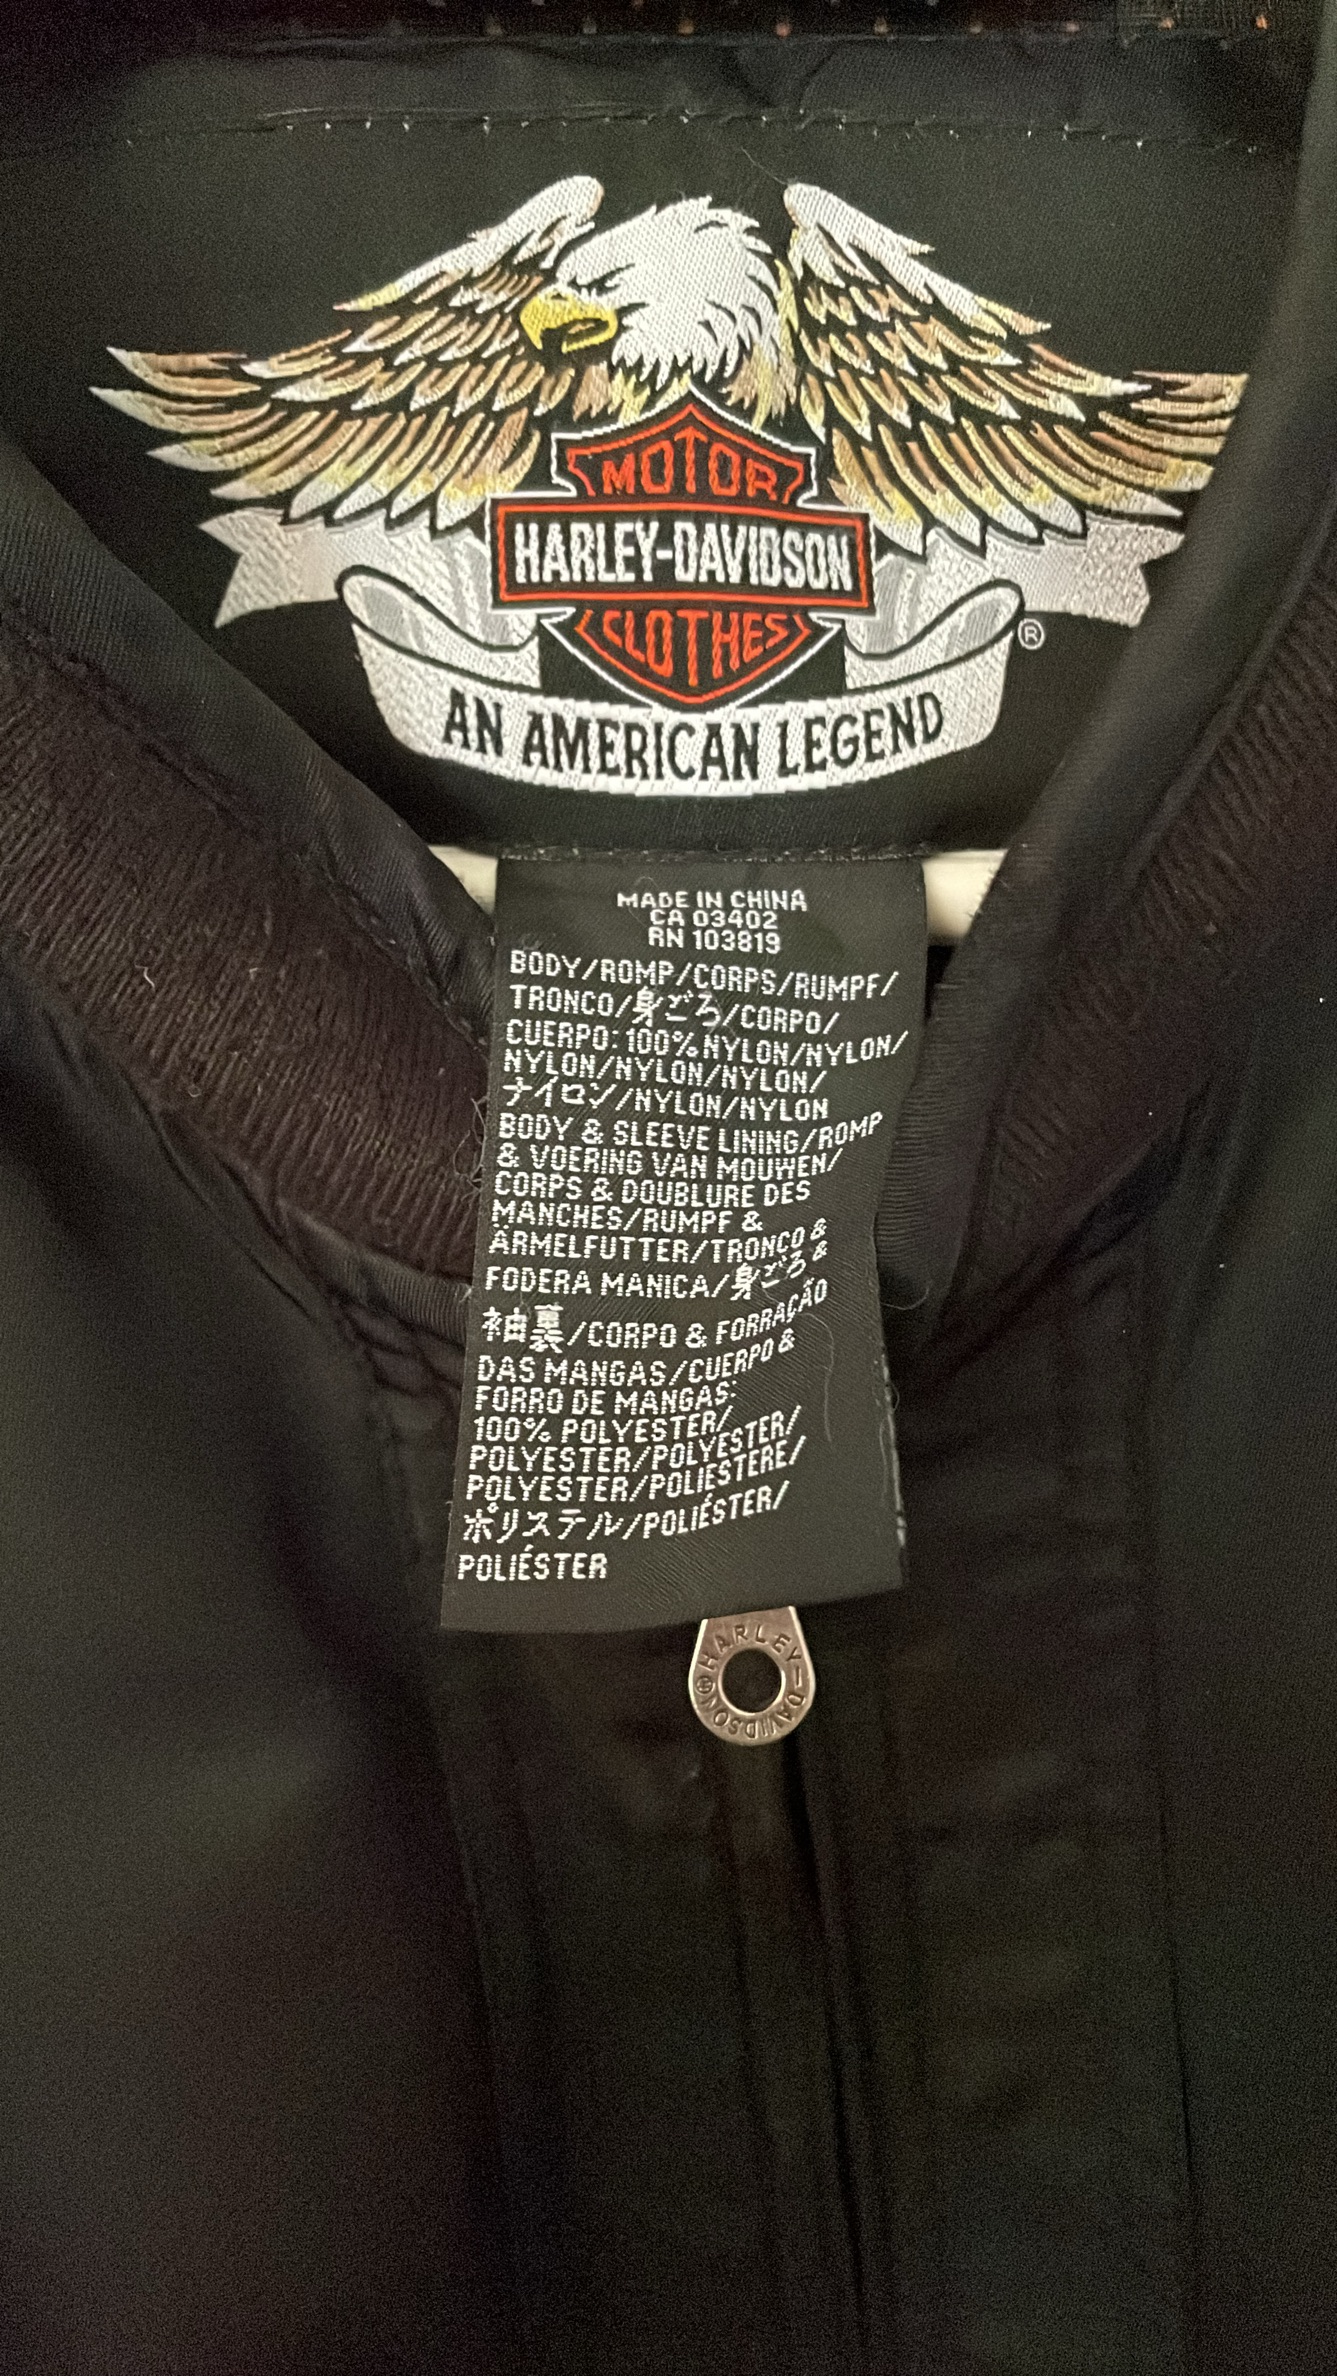 MOTOR
HARLEY-DAVIDSON
CLOTHES
®
AN AMERICAN LEGEND
MADE IN CHINA
CA 03402
RN 103819
BODY/ROMP/CORPS/RUMPF/
TRONCO/身ごろ/CORPO/
CUERPO: 100% NYLON/NYLON/
NYLON/NYLON/NYLON/
ナイロン/NYLON/NYLON
BODY & SLEEVE LINING/ROMP
& VOERING VAN MOUWEN/
CORPS & DOUBLURE DES
MANCHES/RUMPF &
ÄRMELFUTTER/TRONCO &
FODERA MANICA/身ごろ &
袖裏/CORPO & FORRAÇÃO
DAS MANGAS/CUERPO &
FORRO DE MANGAS:
100% POLYESTER/
POLYESTER/POLYESTER/
POLYESTER/POLIESTERE/
ポリステル/POLIÉSTER/
POLIÉSTER
HARLEY-DAVIDSON®